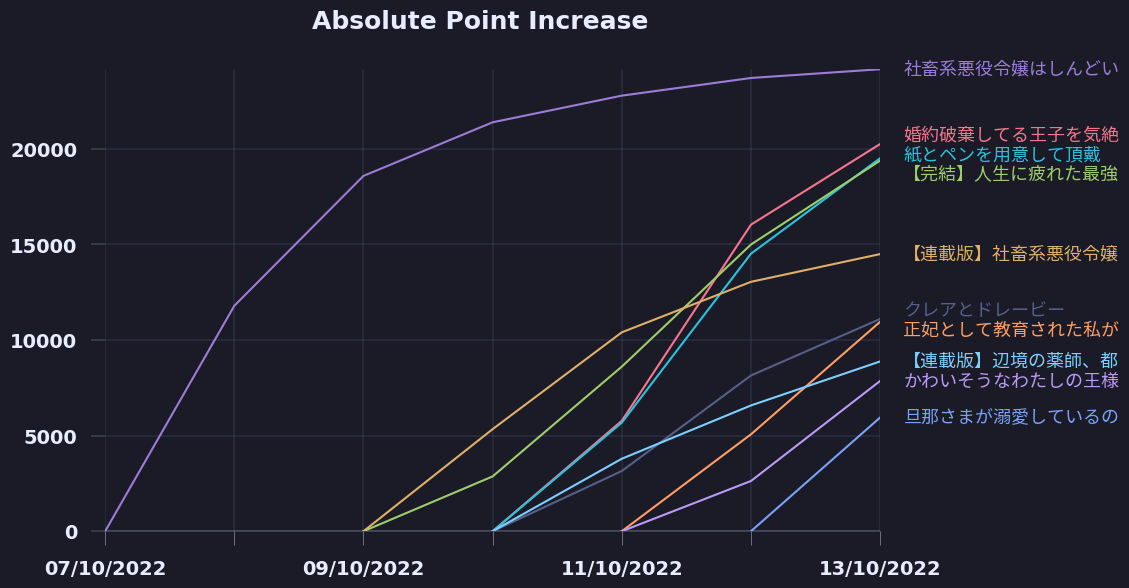 Absolute Point Increase
社畜系悪役令嬢はしんどい
婚約破棄してる王子を気絶
20000
紙とペンを用意して頂戴
【完結】人生に疲れた最強
15000
【連載版】社畜系悪役令嬢
クレアとドレービー
10000
正妃として教育された私が
【連載版】辺境の薬師、都
かわいそうなわたしの王様
5000
旦那さまが溺愛しているの
0
07/10/2022
09/10/2022
11/10/2022
13/10/2022